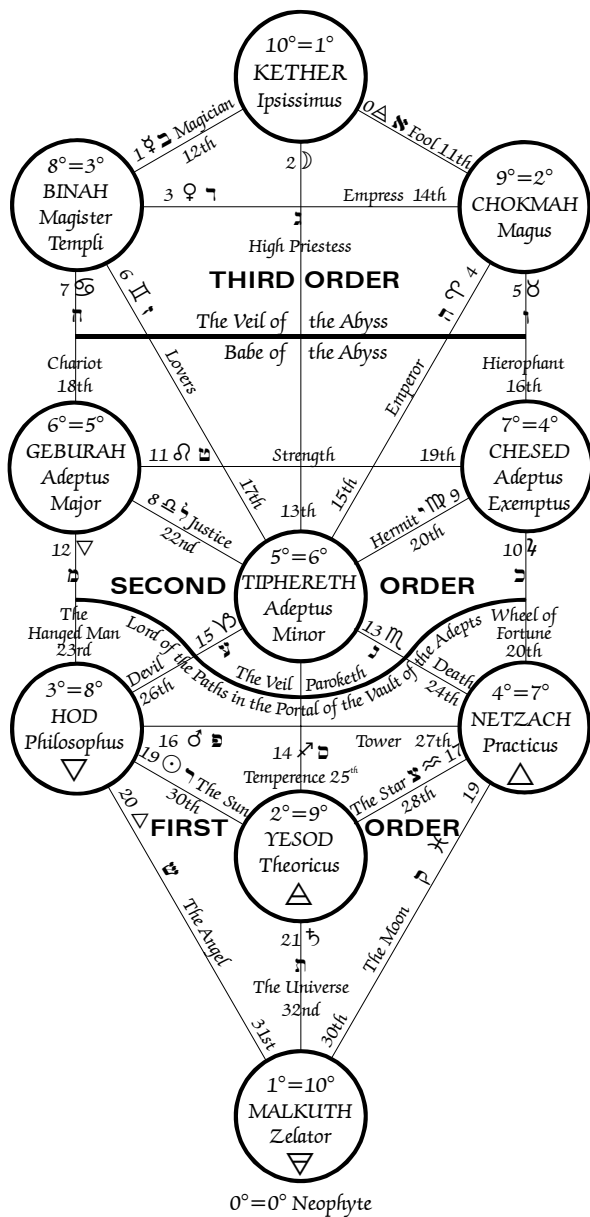 10°=1°
KETHER
Ipsissimus
1 ☿ ב Magician
12th
0 🜁 א Fool 11th
8°=3°
BINAH
Magister
Templi
2☽
9°=2°
CHOKMAH
Magus
3 ♀ ד
Empress 14th
ג
High Priestess
THIRD ORDER
7 ♋
ח
6 ♊ ז
Lovers
17th
ה ♈ 4
Emperor
15th
5 ♉
ו
The Veil of the Abyss
Babe of the Abyss
Chariot
18th
Hierophant
16th
6°=5°
GEBURAH
Adeptus
Major
7°=4°
CHESED
Adeptus
Exemptus
11 ♌ ט
Strength
19th
8 ♎ ל Justice
22nd
13th
Hermit י ♍ 9
20th
5°=6°
TIPHERETH
Adeptus
Minor
12 ▽
מ
10 ♃
כ
SECOND ORDER
The
Hanged Man
23rd
Wheel of
Fortune
20th
Lord of the Paths in the Portal of the Vault of the Adepts
The Veil Paroketh
15 ♑
ע
Devil
26th
13 ♏
נ
Death
24th
3°=8°
HOD
Philosophus
▽
4°=7°
NETZACH
Practicus
△
16 ♂ פ
Tower 27th
14 ♐ ס
Temperence 25th
19 ☉ ר The Sun
30th
The Star צ ♒ 17
28th
FIRST ORDER
2°=9°
YESOD
Theoricus
🜁
20 △
ש
The Angel
31st
19
♓
ק
The Moon
30th
21 ♄
ת
The Universe
32nd
1°=10°
MALKUTH
Zelator
🜃
0°=0° Neophyte